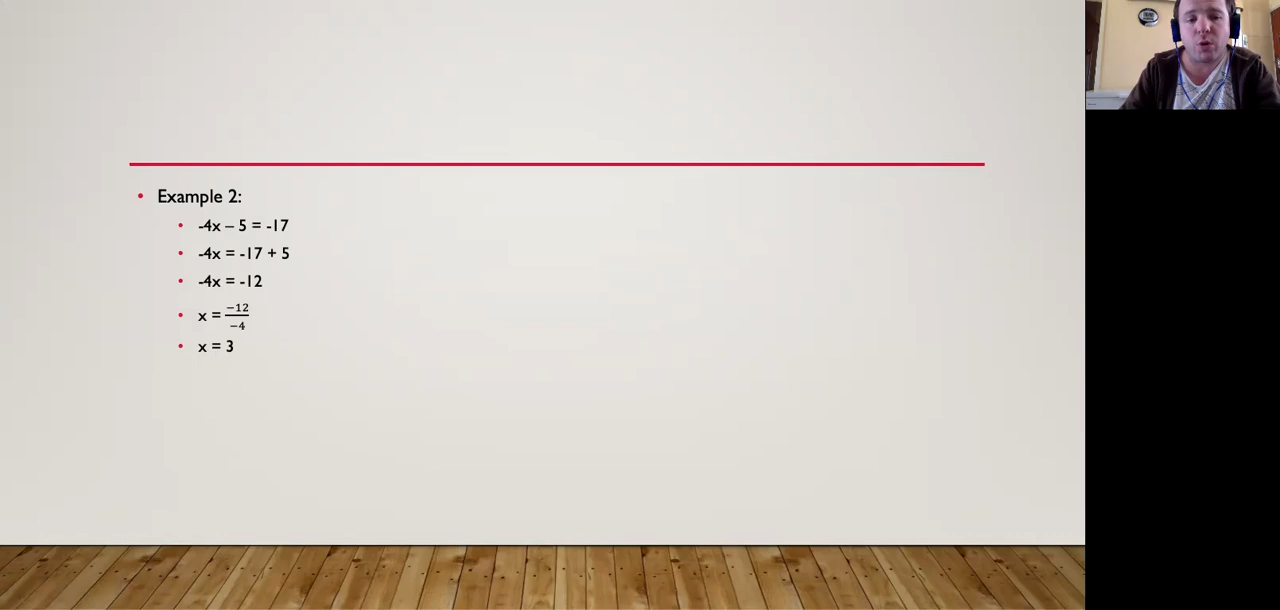 Example 2:
-4x – 5 = -17
-4x = -17 + 5
-4x = -12
x = −12/−4
x = 3